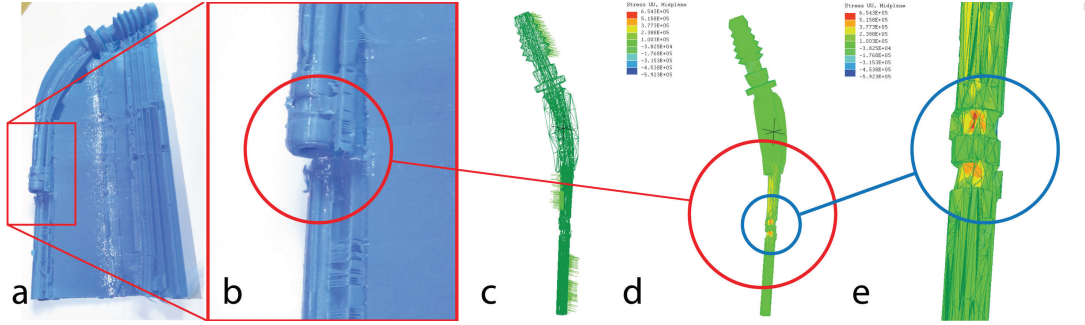 Stress UU, Midplane
6.543E+05
5.158E+05
3.773E+05
2.388E+05
1.003E+05
-3.825E+04
-1.768E+05
-3.153E+05
-4.538E+05
-5.923E+05
Stress UU, Midplane
6.543E+05
5.158E+05
3.773E+05
2.388E+05
1.003E+05
-3.825E+04
-1.768E+05
-3.153E+05
-4.538E+05
-5.923E+05
a b c d e